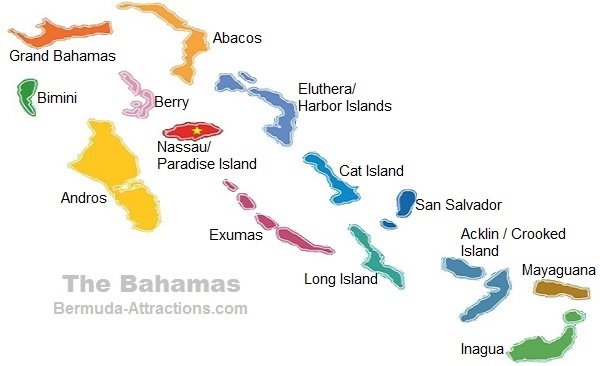 Abacos
Grand Bahamas
Bimini
Berry
Eluthera/
Harbor Islands
Nassau/
Paradise Island
Andros
Cat Island
San Salvador
Exumas
Acklin / Crooked
Island
Long Island
Mayaguana
The Bahamas
Bermuda-Attractions.com
Inagua